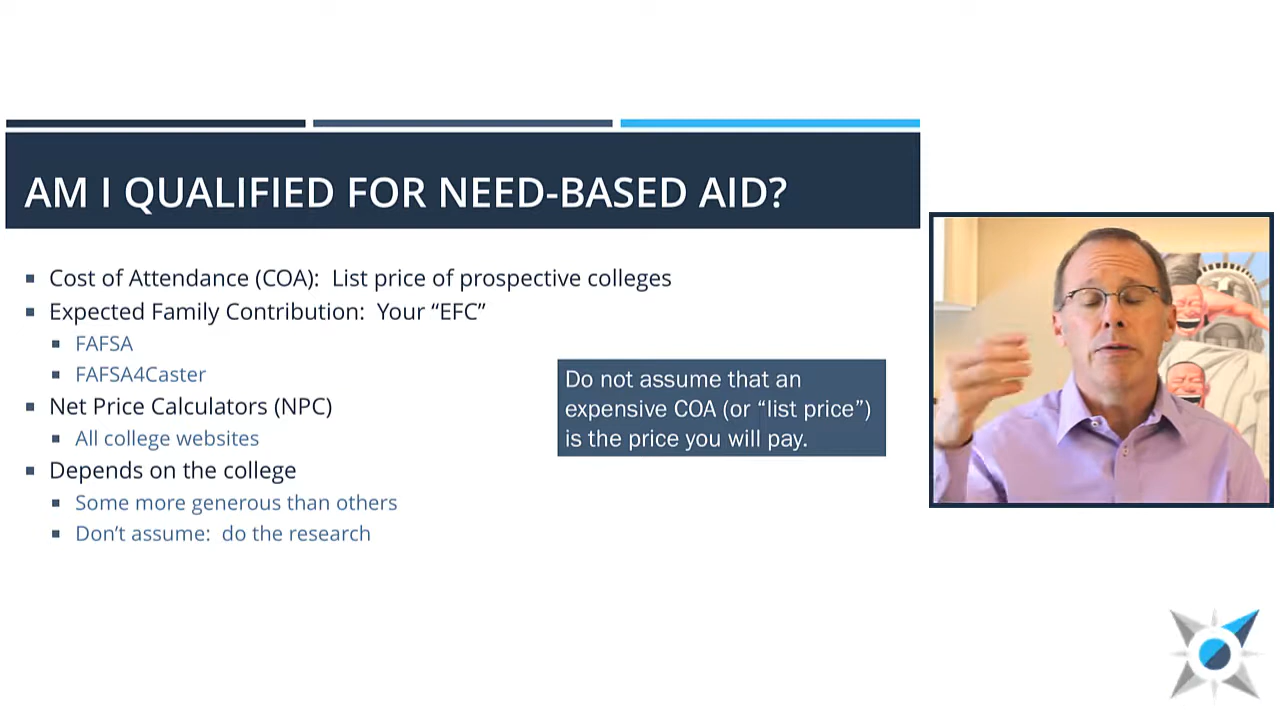 AM I QUALIFIED FOR NEED-BASED AID?
Cost of Attendance (COA):  List price of prospective colleges
Expected Family Contribution:  Your “EFC”
FAFSA
FAFSA4Caster
Net Price Calculators (NPC)
All college websites
Depends on the college
Some more generous than others
Don’t assume:  do the research
Do not assume that an
expensive COA (or “list price”)
is the price you will pay.